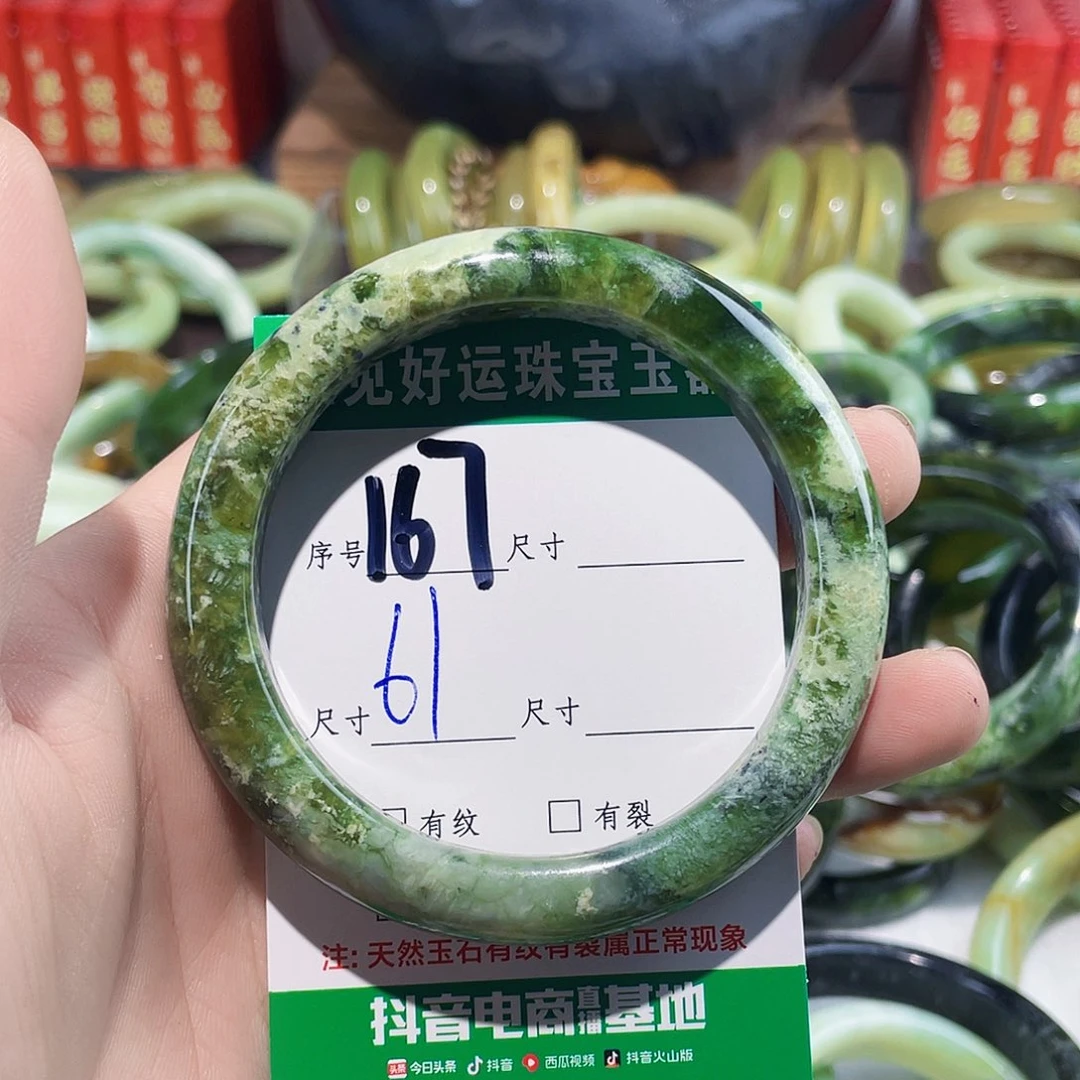 见好运珠宝玉
序号 167 尺寸
尺寸 61 尺寸
有纹 有裂
注: 天然玉石有纹有裂属正常现象
抖音电商直播基地
头条 今日头条 抖音 西瓜视频 抖音火山版